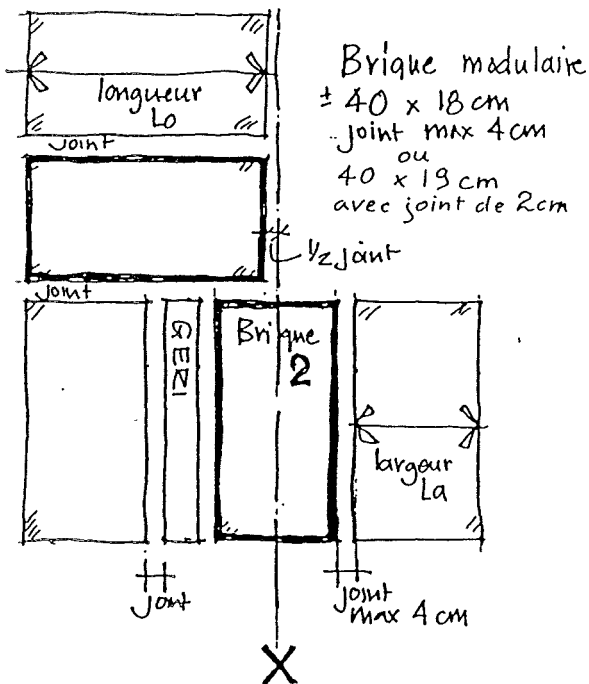 Brique modulaire
± 40 x 18 cm
joint max 4 cm
ou
40 x 19 cm
avec joint de 2cm
longueur
Lo
joint
1/2 joint
joint
GEZI
Brique
2
largeur
La
joint
joint
max 4 cm
X